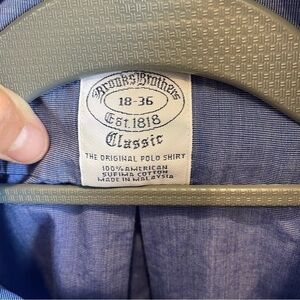 Brooks Brothers
18-36
Est. 1818
Classic
THE ORIGINAL POLO SHIRT
100% AMERICAN
SUPIMA COTTON
MADE IN MALAYSIA